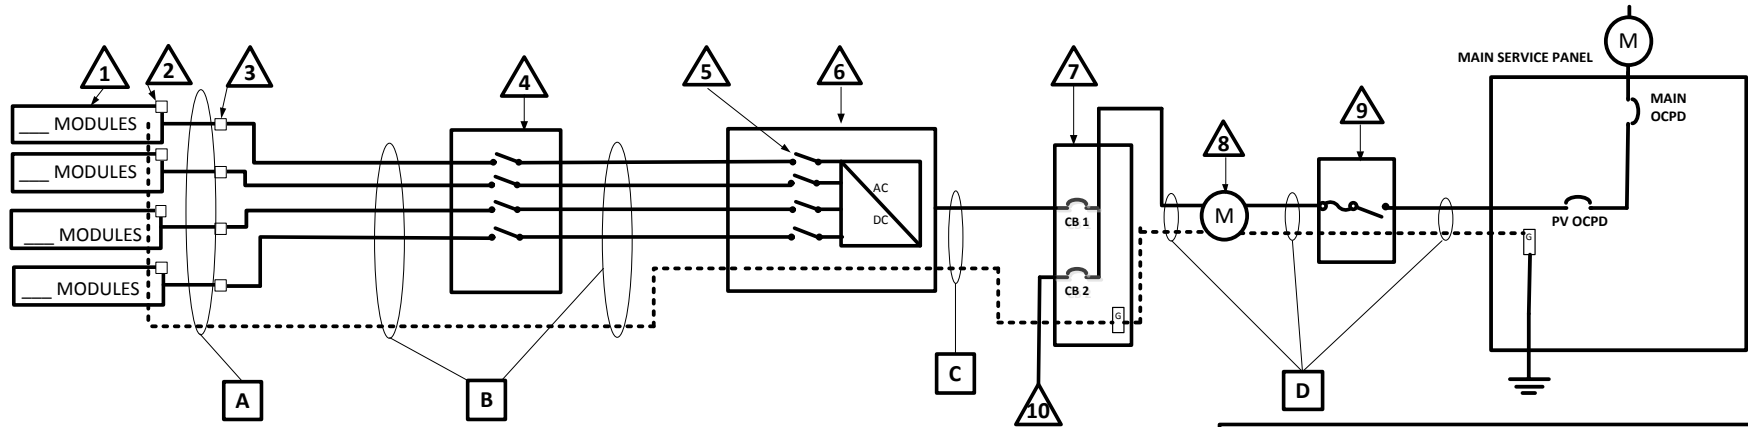 1
2
3
4
5
6
7
8
9
10
M
MAIN SERVICE PANEL
MAIN
OCPD
___ MODULES
___ MODULES
___ MODULES
___ MODULES
AC
DC
CB 1
CB 2
G
M
PV OCPD
G
A
B
C
D